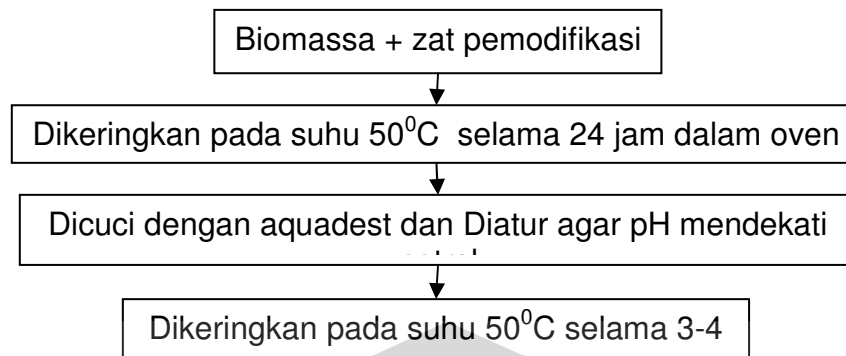 Biomassa + zat pemodifikasi
Dikeringkan pada suhu 50⁰C selama 24 jam dalam oven
Dicuci dengan aquadest dan Diatur agar pH mendekati
Dikeringkan pada suhu 50⁰C selama 3-4